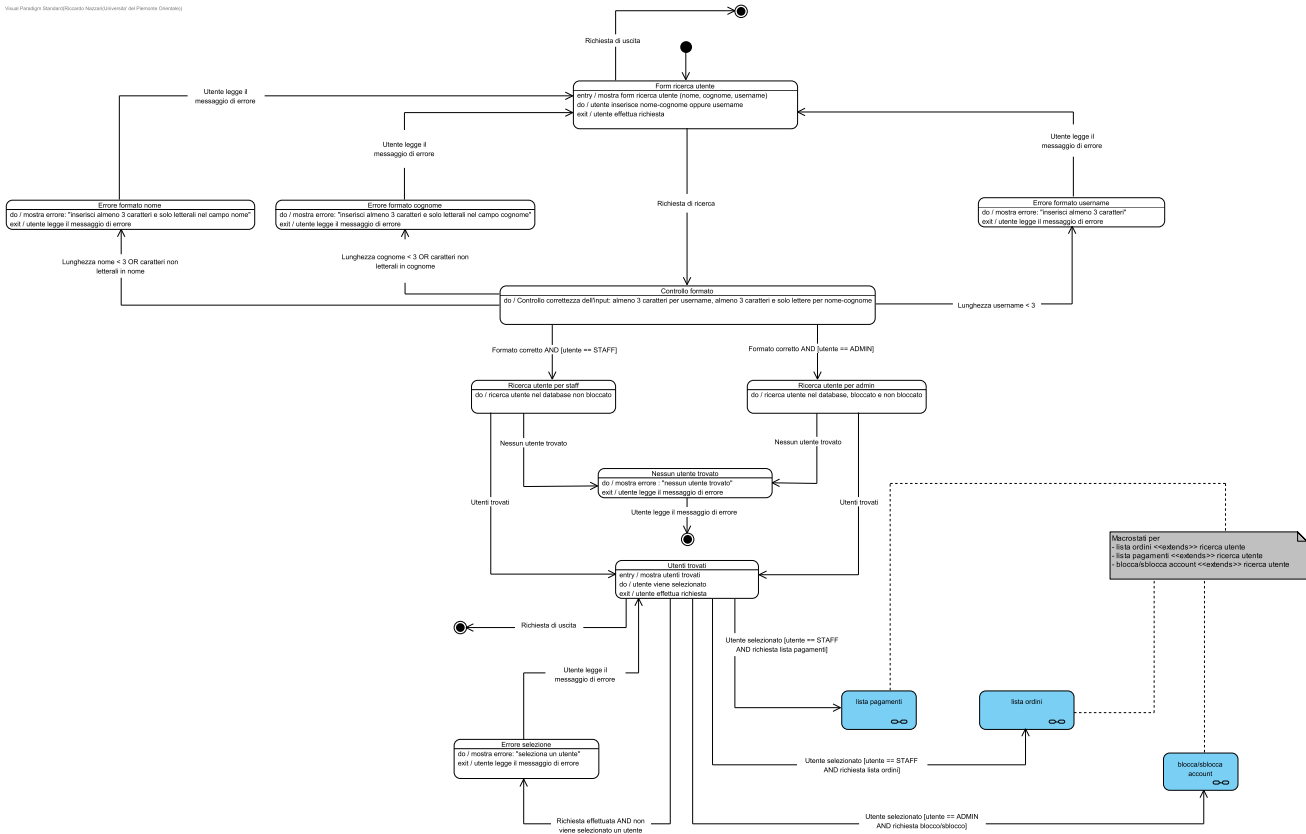 Visual Paradigm Standard(Riccardo Nazzari(Universita' del Piemonte Orientale))
Richiesta di uscita
Form ricerca utente
entry / mostra form ricerca utente (nome, cognome, username)
do / utente inserisce nome-cognome oppure username
exit / utente effettua richiesta
Utente legge il
messaggio di errore
Utente legge il
messaggio di errore
Utente legge il
messaggio di errore
Richiesta di ricerca
Errore formato nome
do / mostra errore: "inserisci almeno 3 caratteri e solo letterali nel campo nome"
exit / utente legge il messaggio di errore
Errore formato cognome
do / mostra errore: "inserisci almeno 3 caratteri e solo letterali nel campo cognome"
exit / utente legge il messaggio di errore
Errore formato username
do / mostra errore: "inserisci almeno 3 caratteri"
exit / utente legge il messaggio di errore
Lunghezza nome < 3 OR caratteri non
letterali in nome
Lunghezza cognome < 3 OR caratteri non
letterali in cognome
Controllo formato
do / Controllo correttezza dell'input: almeno 3 caratteri per username, almeno 3 caratteri e solo lettere per nome-cognome
Lunghezza username < 3
Formato corretto AND [utente == STAFF]
Formato corretto AND [utente == ADMIN]
Ricerca utente per staff
do / ricerca utente nel database non bloccato
Ricerca utente per admin
do / ricerca utente nel database, bloccato e non bloccato
Nessun utente trovato
Nessun utente trovato
Nessun utente trovato
do / mostra errore : "nessun utente trovato"
exit / utente legge il messaggio di errore
Utenti trovati
Utenti trovati
Utente legge il messaggio di errore
Macrostati per
- lista ordini <<extends>> ricerca utente
- lista pagamenti <<extends>> ricerca utente
- blocca/sblocca account <<extends>> ricerca utente
Utenti trovati
entry / mostra utenti trovati
do / utente viene selezionato
exit / utente effettua richiesta
Richiesta di uscita
Utente selezionato [utente == STAFF
AND richiesta lista pagamenti]
Utente legge il
messaggio di errore
lista pagamenti
lista ordini
Errore selezione
do / mostra errore: "seleziona un utente"
exit / utente legge il messaggio di errore
Utente selezionato [utente == STAFF
AND richiesta lista ordini]
blocca/sblocca
account
Richiesta effettuata AND non
viene selezionato un utente
Utente selezionato [utente == ADMIN
AND richiesta blocco/sblocco]